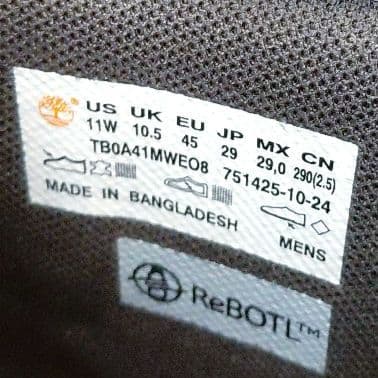 US UK EU JP MX CN
11W 10.5 45 29 29,0 290(2.5)
TB0A41MWEO8 751425-10-24
MADE IN BANGLADESH MENS
ReBOTL™